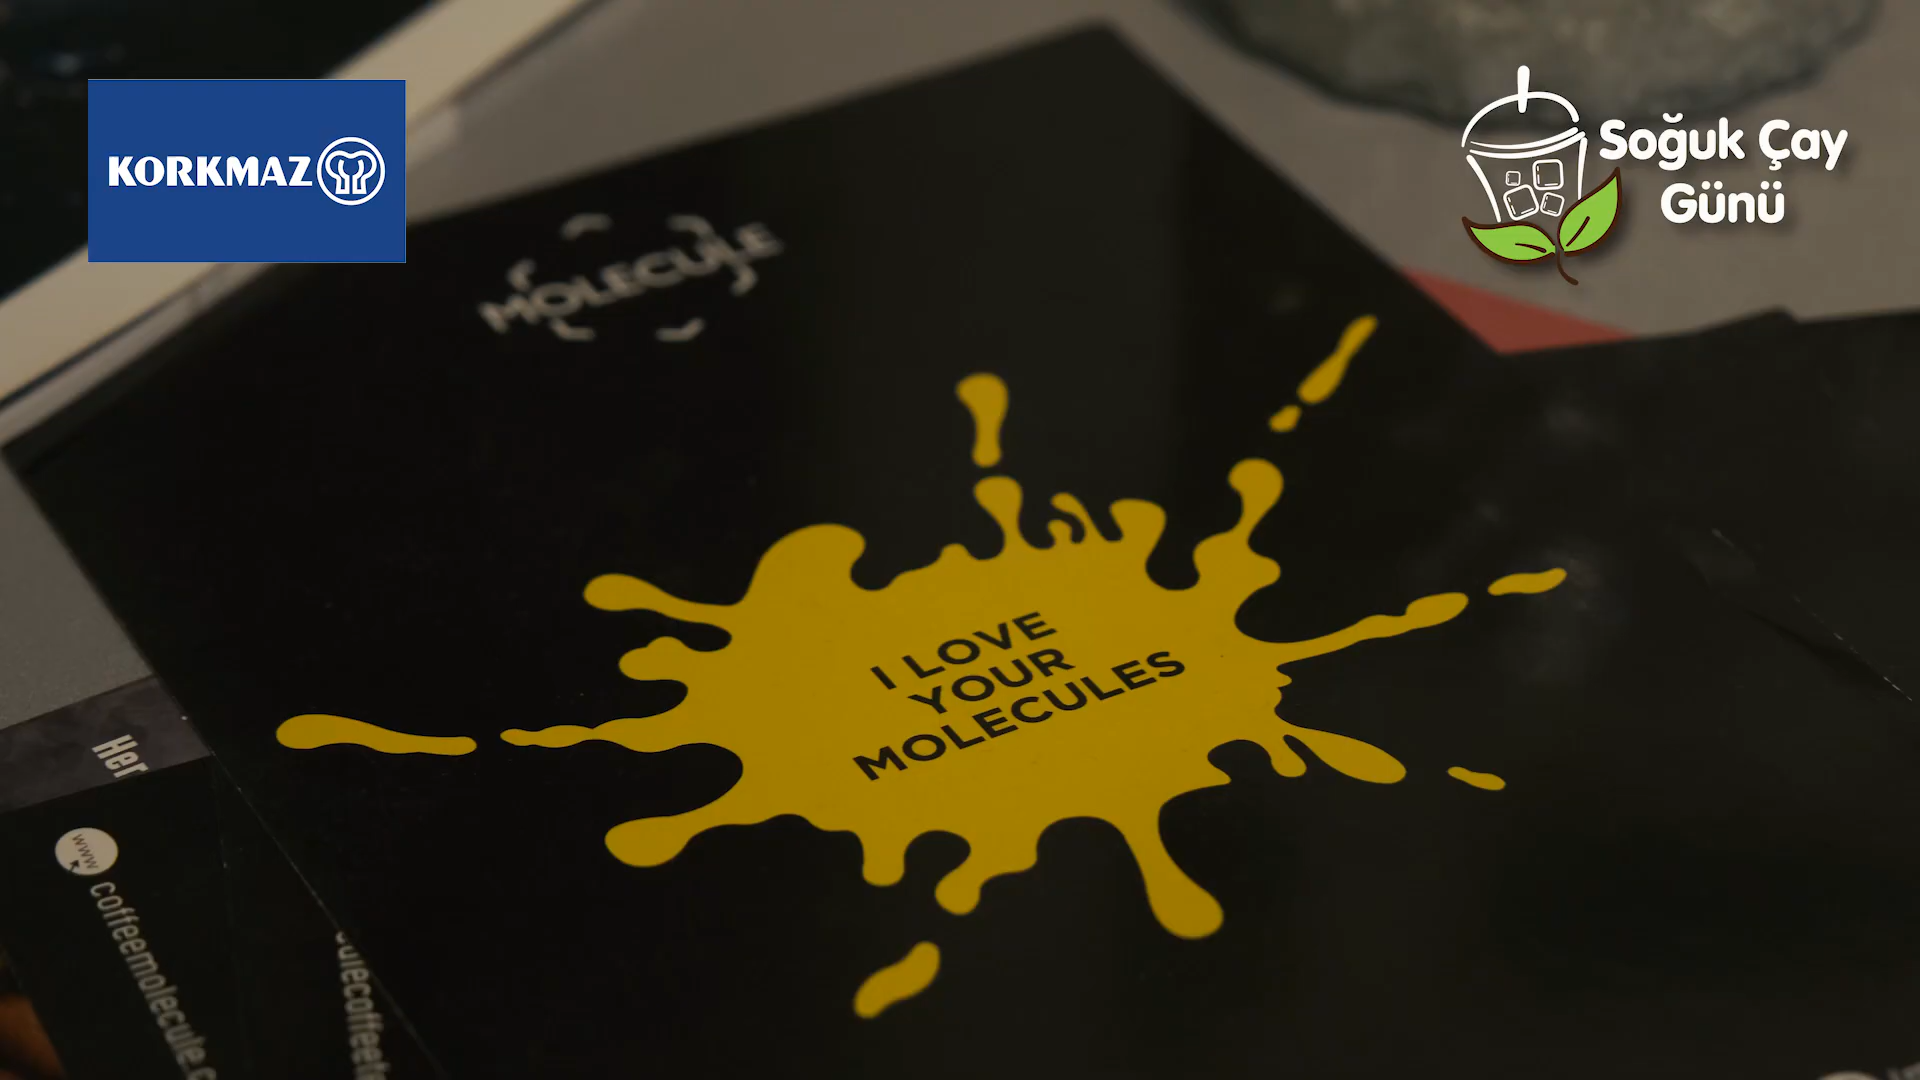 KORKMAZ
Soğuk Çay
Günü
MOLECULE
I LOVE
YOUR
MOLECULES
Her
www
coffeemolecule.c